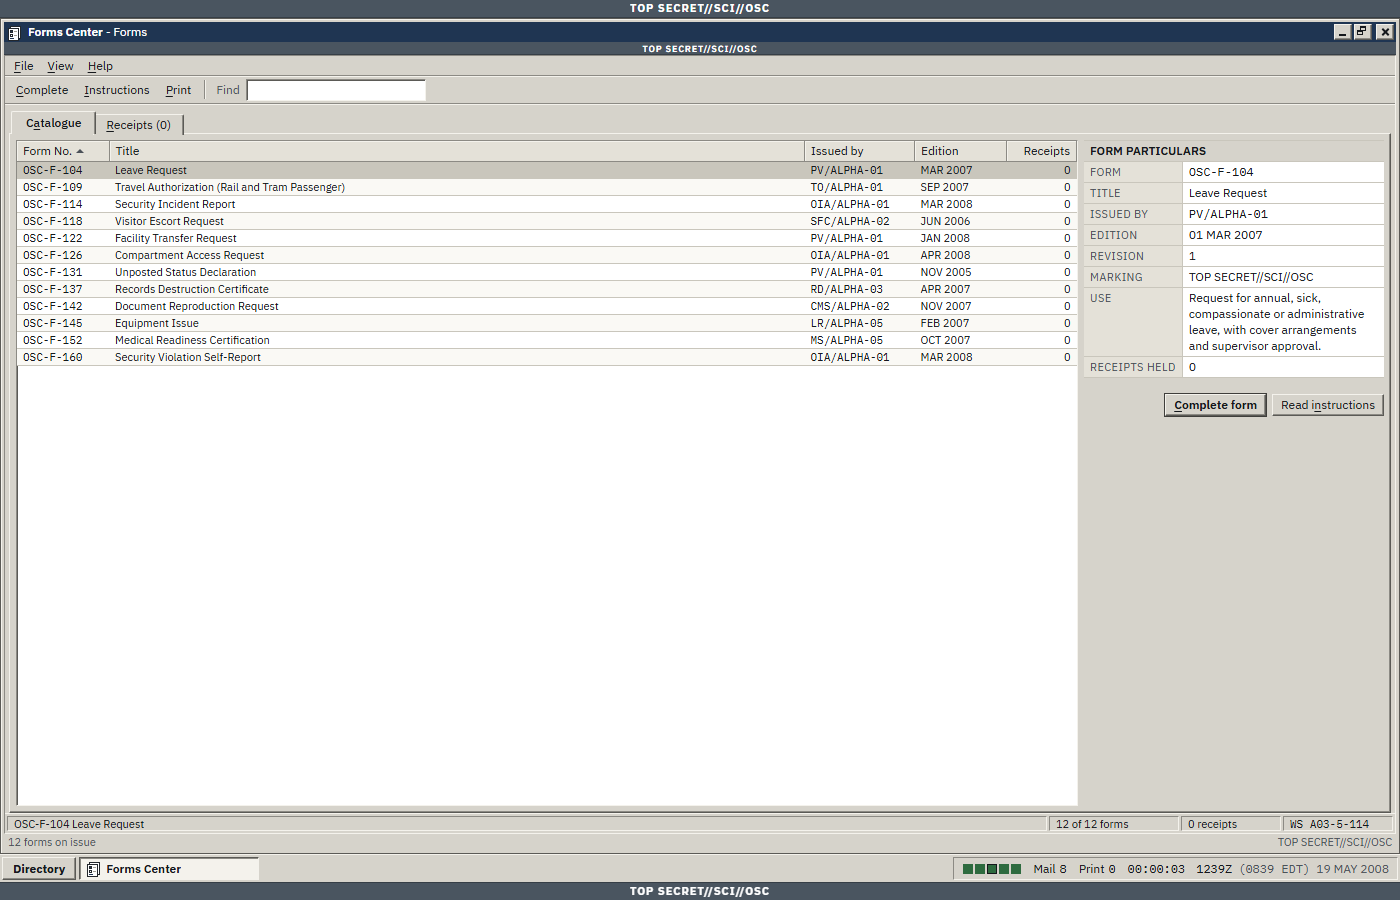 TOP SECRET//SCI//OSC
Forms Center - Forms
TOP SECRET//SCI//OSC
File View Help
Complete Instructions Print Find
Catalogue Receipts (0)
Form No. Title Issued by Edition Receipts
OSC-F-104 Leave Request PV/ALPHA-01 MAR 2007 0
OSC-F-109 Travel Authorization (Rail and Tram Passenger) TO/ALPHA-01 SEP 2007 0
OSC-F-114 Security Incident Report OIA/ALPHA-01 MAR 2008 0
OSC-F-118 Visitor Escort Request SFC/ALPHA-02 JUN 2006 0
OSC-F-122 Facility Transfer Request PV/ALPHA-01 JAN 2008 0
OSC-F-126 Compartment Access Request OIA/ALPHA-01 APR 2008 0
OSC-F-131 Unposted Status Declaration PV/ALPHA-01 NOV 2005 0
OSC-F-137 Records Destruction Certificate RD/ALPHA-03 APR 2007 0
OSC-F-142 Document Reproduction Request CMS/ALPHA-02 NOV 2007 0
OSC-F-145 Equipment Issue LR/ALPHA-05 FEB 2007 0
OSC-F-152 Medical Readiness Certification MS/ALPHA-05 OCT 2007 0
OSC-F-160 Security Violation Self-Report OIA/ALPHA-01 MAR 2008 0
FORM PARTICULARS
FORM OSC-F-104
TITLE Leave Request
ISSUED BY PV/ALPHA-01
EDITION 01 MAR 2007
REVISION 1
MARKING TOP SECRET//SCI//OSC
USE Request for annual, sick,
compassionate or administrative
leave, with cover arrangements
and supervisor approval.
RECEIPTS HELD 0
Complete form Read instructions
OSC-F-104 Leave Request 12 of 12 forms 0 receipts WS A03-5-114
12 forms on issue TOP SECRET//SCI//OSC
Directory Forms Center Mail 8 Print 0 00:00:03 1239Z (0839 EDT) 19 MAY 2008
TOP SECRET//SCI//OSC